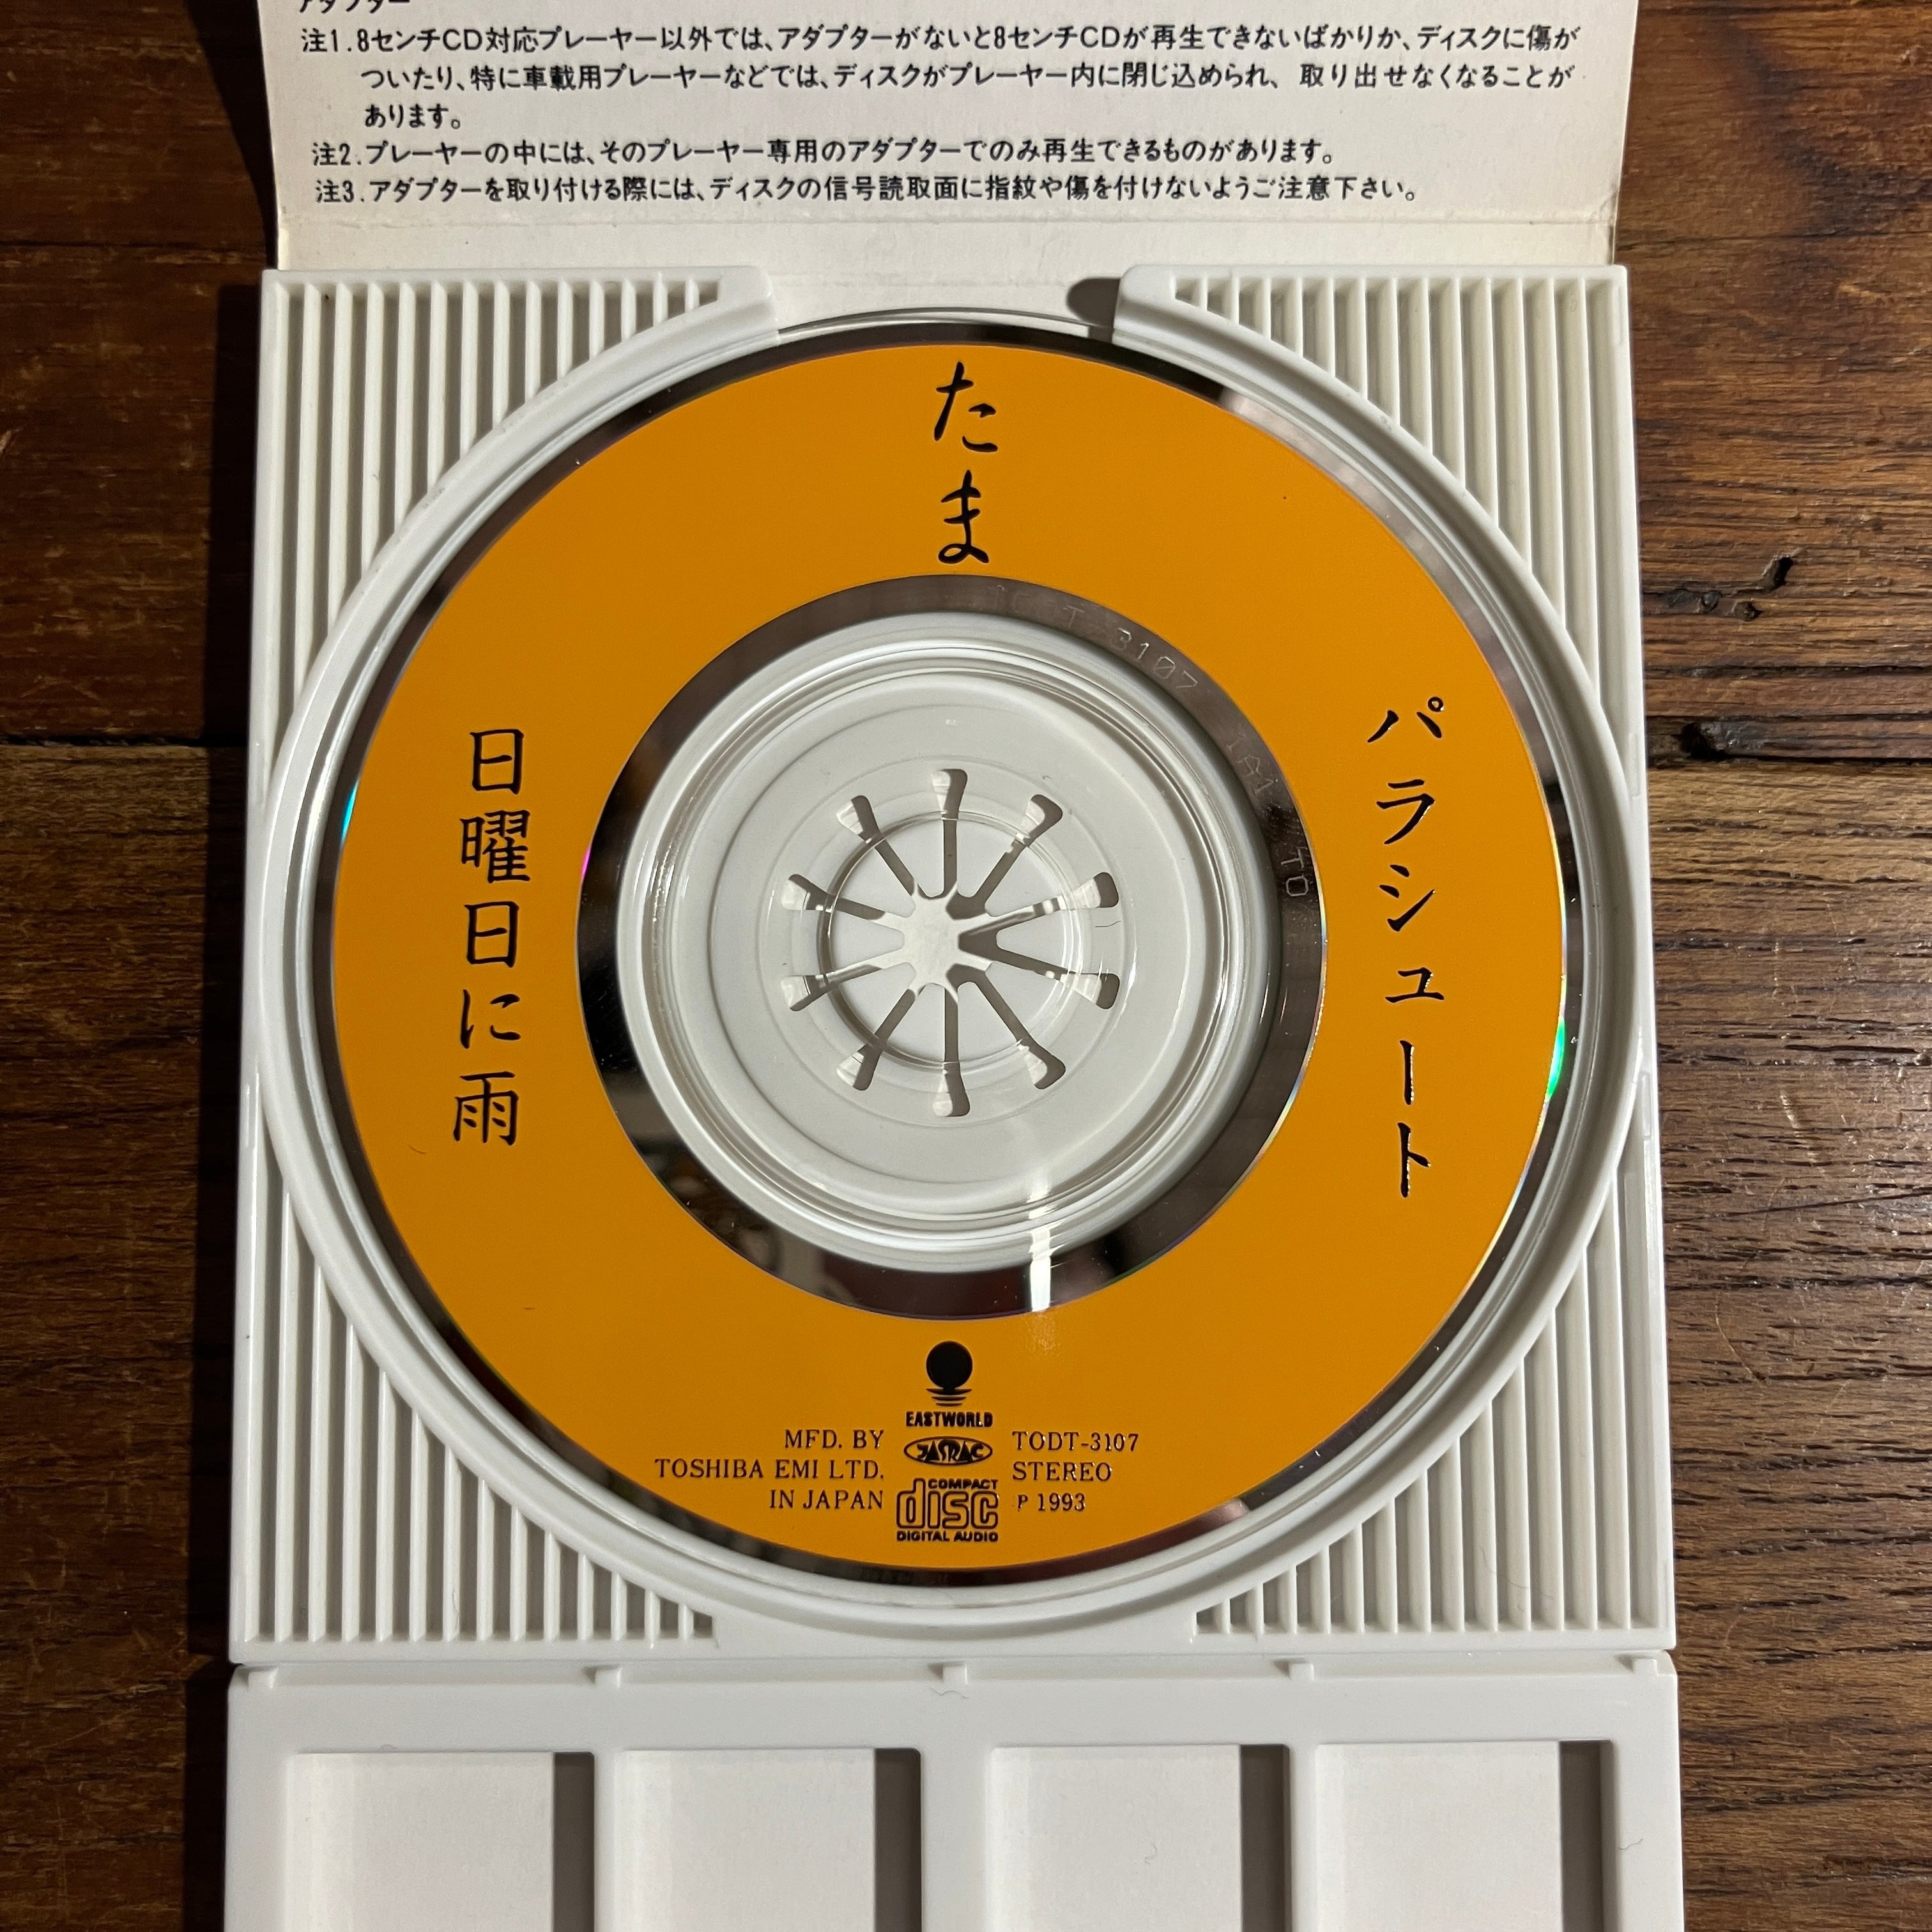 アダプター
注1.8センチCD対応プレーヤー以外では、アダプターがないと8センチCDが再生できないばかりか、ディスクに傷が
ついたり、特に車載用プレーヤーなどでは、ディスクがプレーヤー内に閉じ込められ、取り出せなくなることが
あります。
注2.プレーヤーの中には、そのプレーヤー専用のアダプターでのみ再生できるものがあります。
注3.アダプターを取り付ける際には、ディスクの信号読取面に指紋や傷を付けないようご注意下さい。
たま
パラシュート
日曜日に雨
T-3107
1A1 TO
EASTWORLD
JASRAC
MFD. BY
TOSHIBA EMI LTD.
IN JAPAN
COMPACT
disc
DIGITAL AUDIO
TODT-3107
STEREO
P 1993